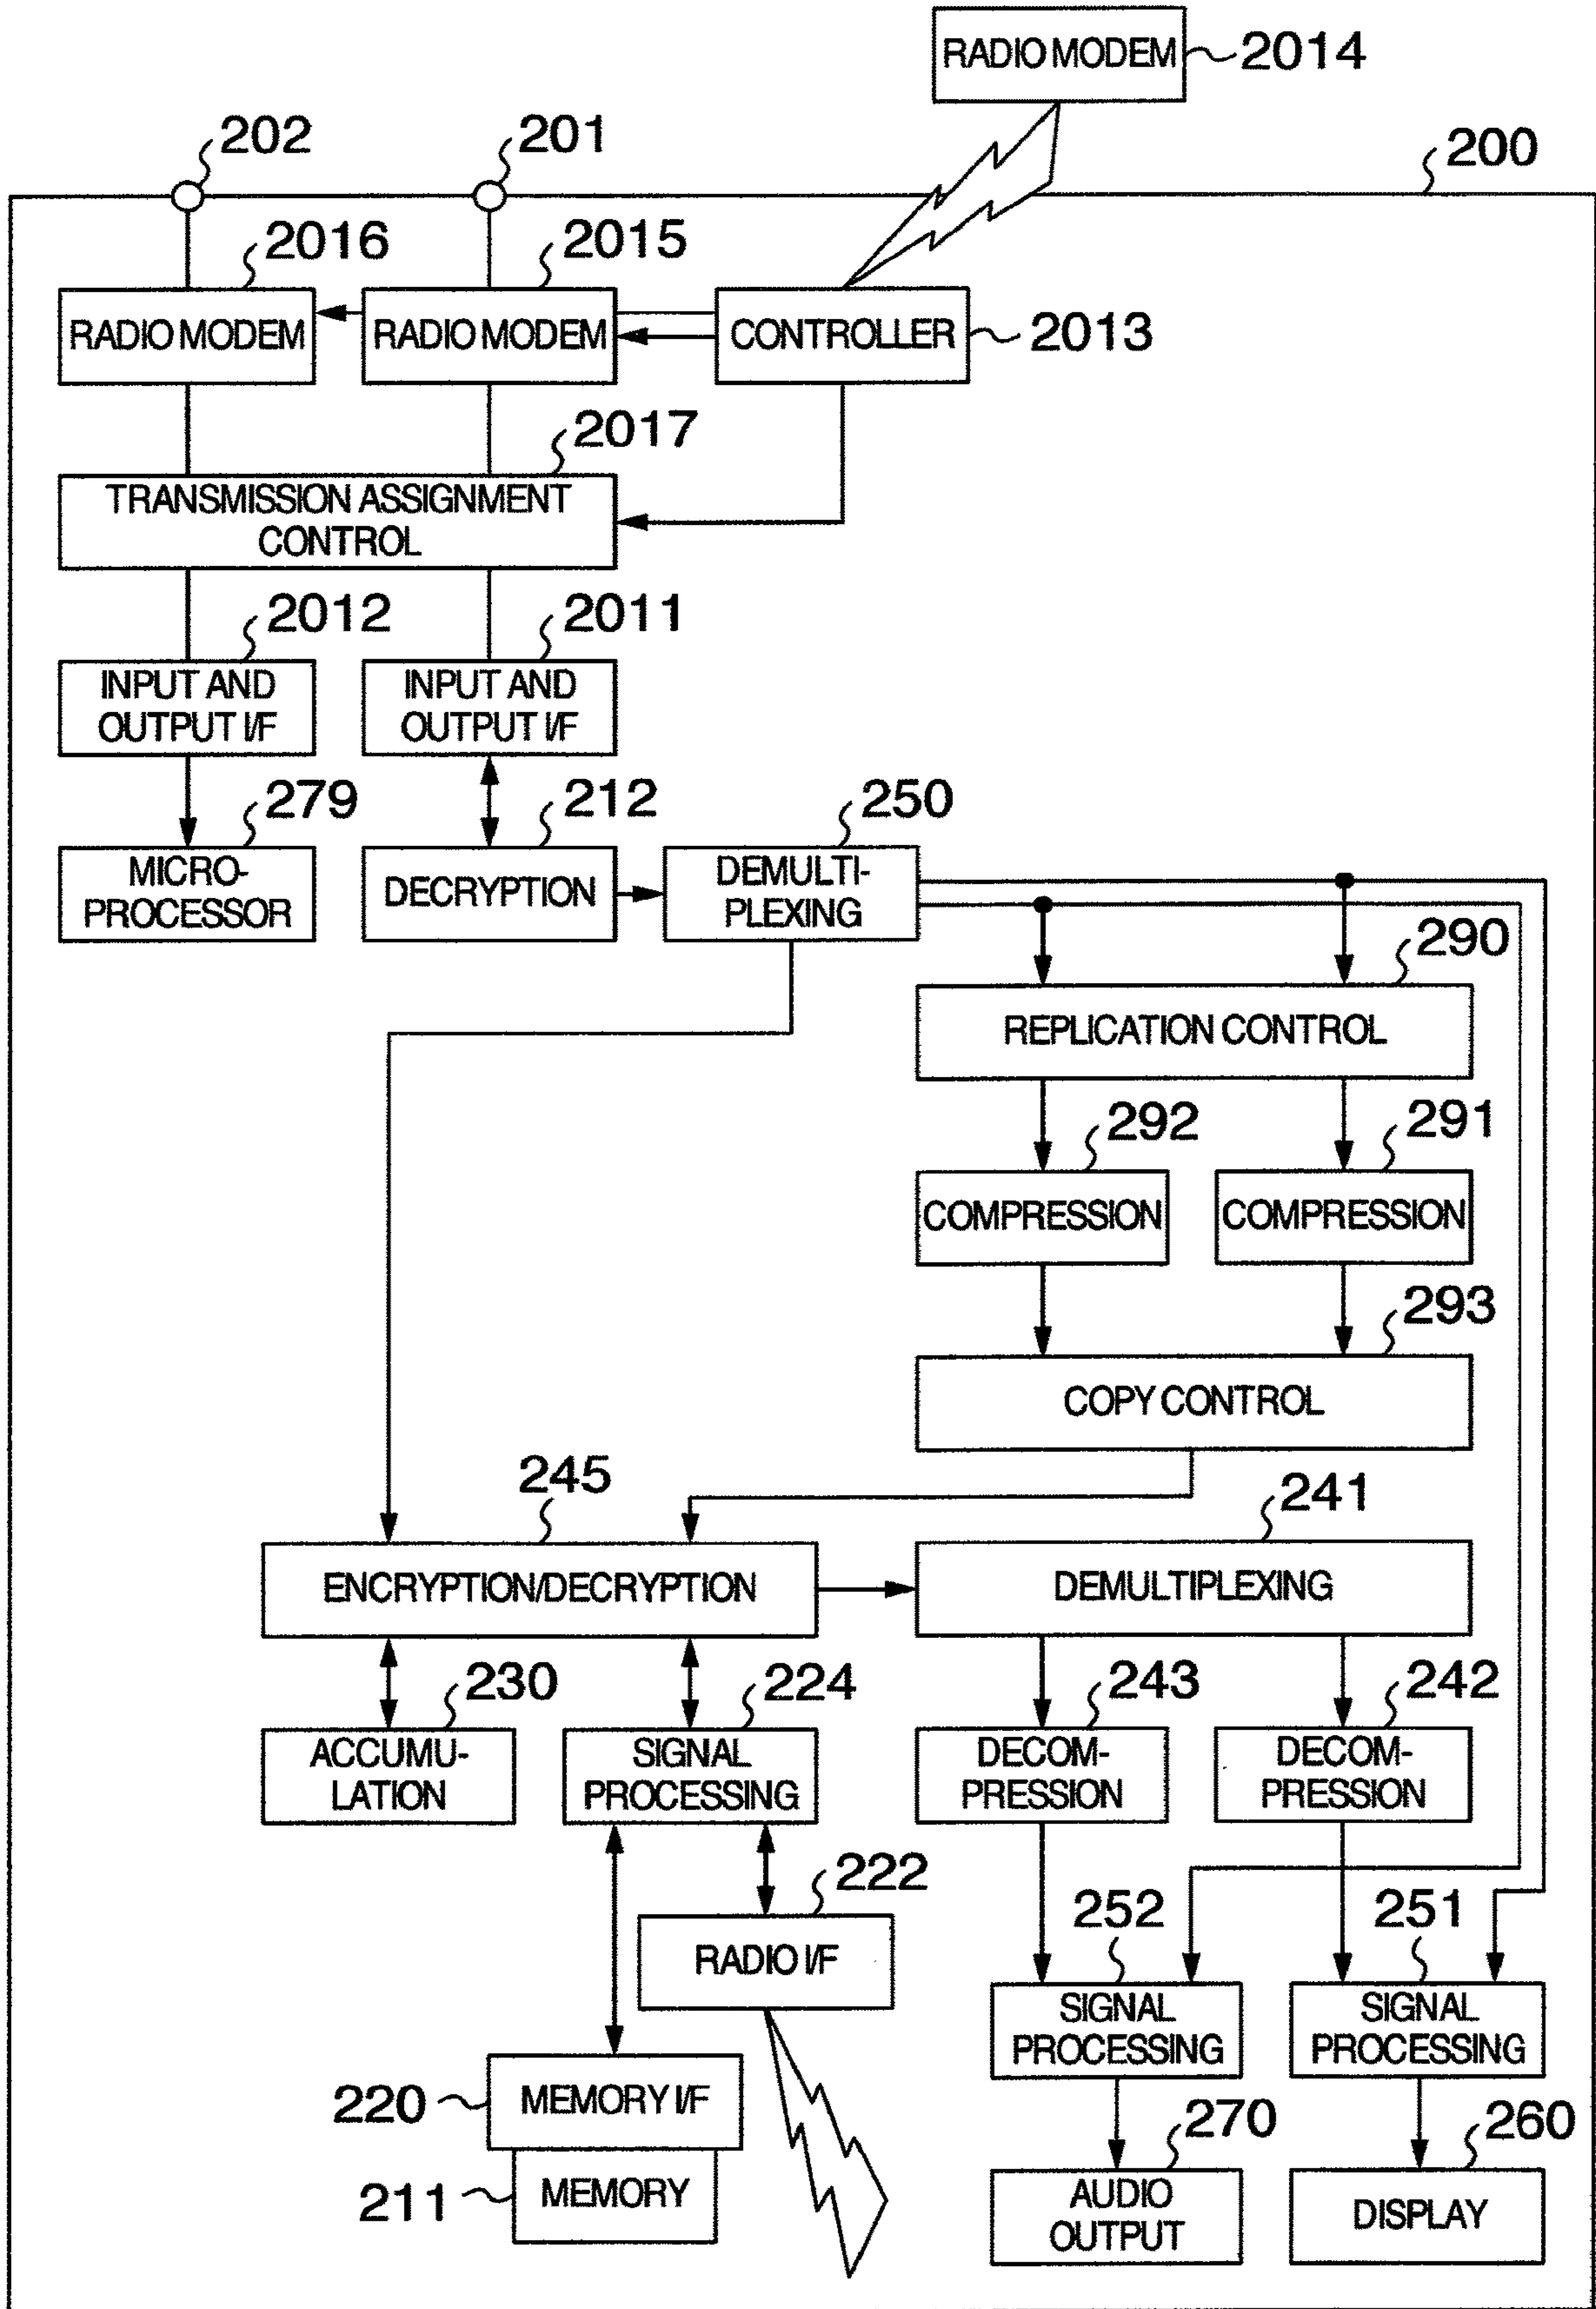 RADIO MODEM
2014
202
201
200
2016
2015
RADIO MODEM
RADIO MODEM
CONTROLLER
2013
2017
TRANSMISSION ASSIGNMENT
CONTROL
2012
2011
INPUT AND
OUTPUT I/F
INPUT AND
OUTPUT I/F
279
212
250
MICRO-
PROCESSOR
DECRYPTION
DEMULTI-
PLEXING
290
REPLICATION CONTROL
292
291
COMPRESSION
COMPRESSION
293
COPY CONTROL
245
241
ENCRYPTION/DECRYPTION
DEMULTIPLEXING
230
224
243
242
ACCUMU-
LATION
SIGNAL
PROCESSING
DECOM-
PRESSION
DECOM-
PRESSION
222
252
251
RADIO I/F
SIGNAL
PROCESSING
SIGNAL
PROCESSING
220
MEMORY I/F
270
260
211
MEMORY
AUDIO
OUTPUT
DISPLAY